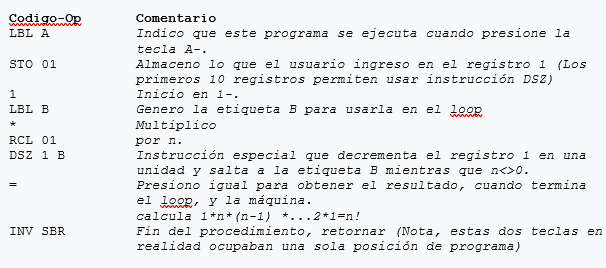 Codigo-Op Comentario
LBL A Indico que este programa se ejecuta cuando presione la
tecla A-.
STO 01 Almaceno lo que el usuario ingreso en el registro 1 (Los
primeros 10 registros permiten usar instrucción DSZ)
1 Inicio en 1-.
LBL B Genero la etiqueta B para usarla en el loop
* Multiplico
RCL 01 por n.
DSZ 1 B Instrucción especial que decrementa el registro 1 en una
unidad y salta a la etiqueta B mientras que n<>0.
= Presiono igual para obtener el resultado, cuando termina
el loop, y la máquina.
calcula 1*n*(n-1) *...2*1=n!
INV SBR Fin del procedimiento, retornar (Nota, estas dos teclas en
realidad ocupaban una sola posición de programa)